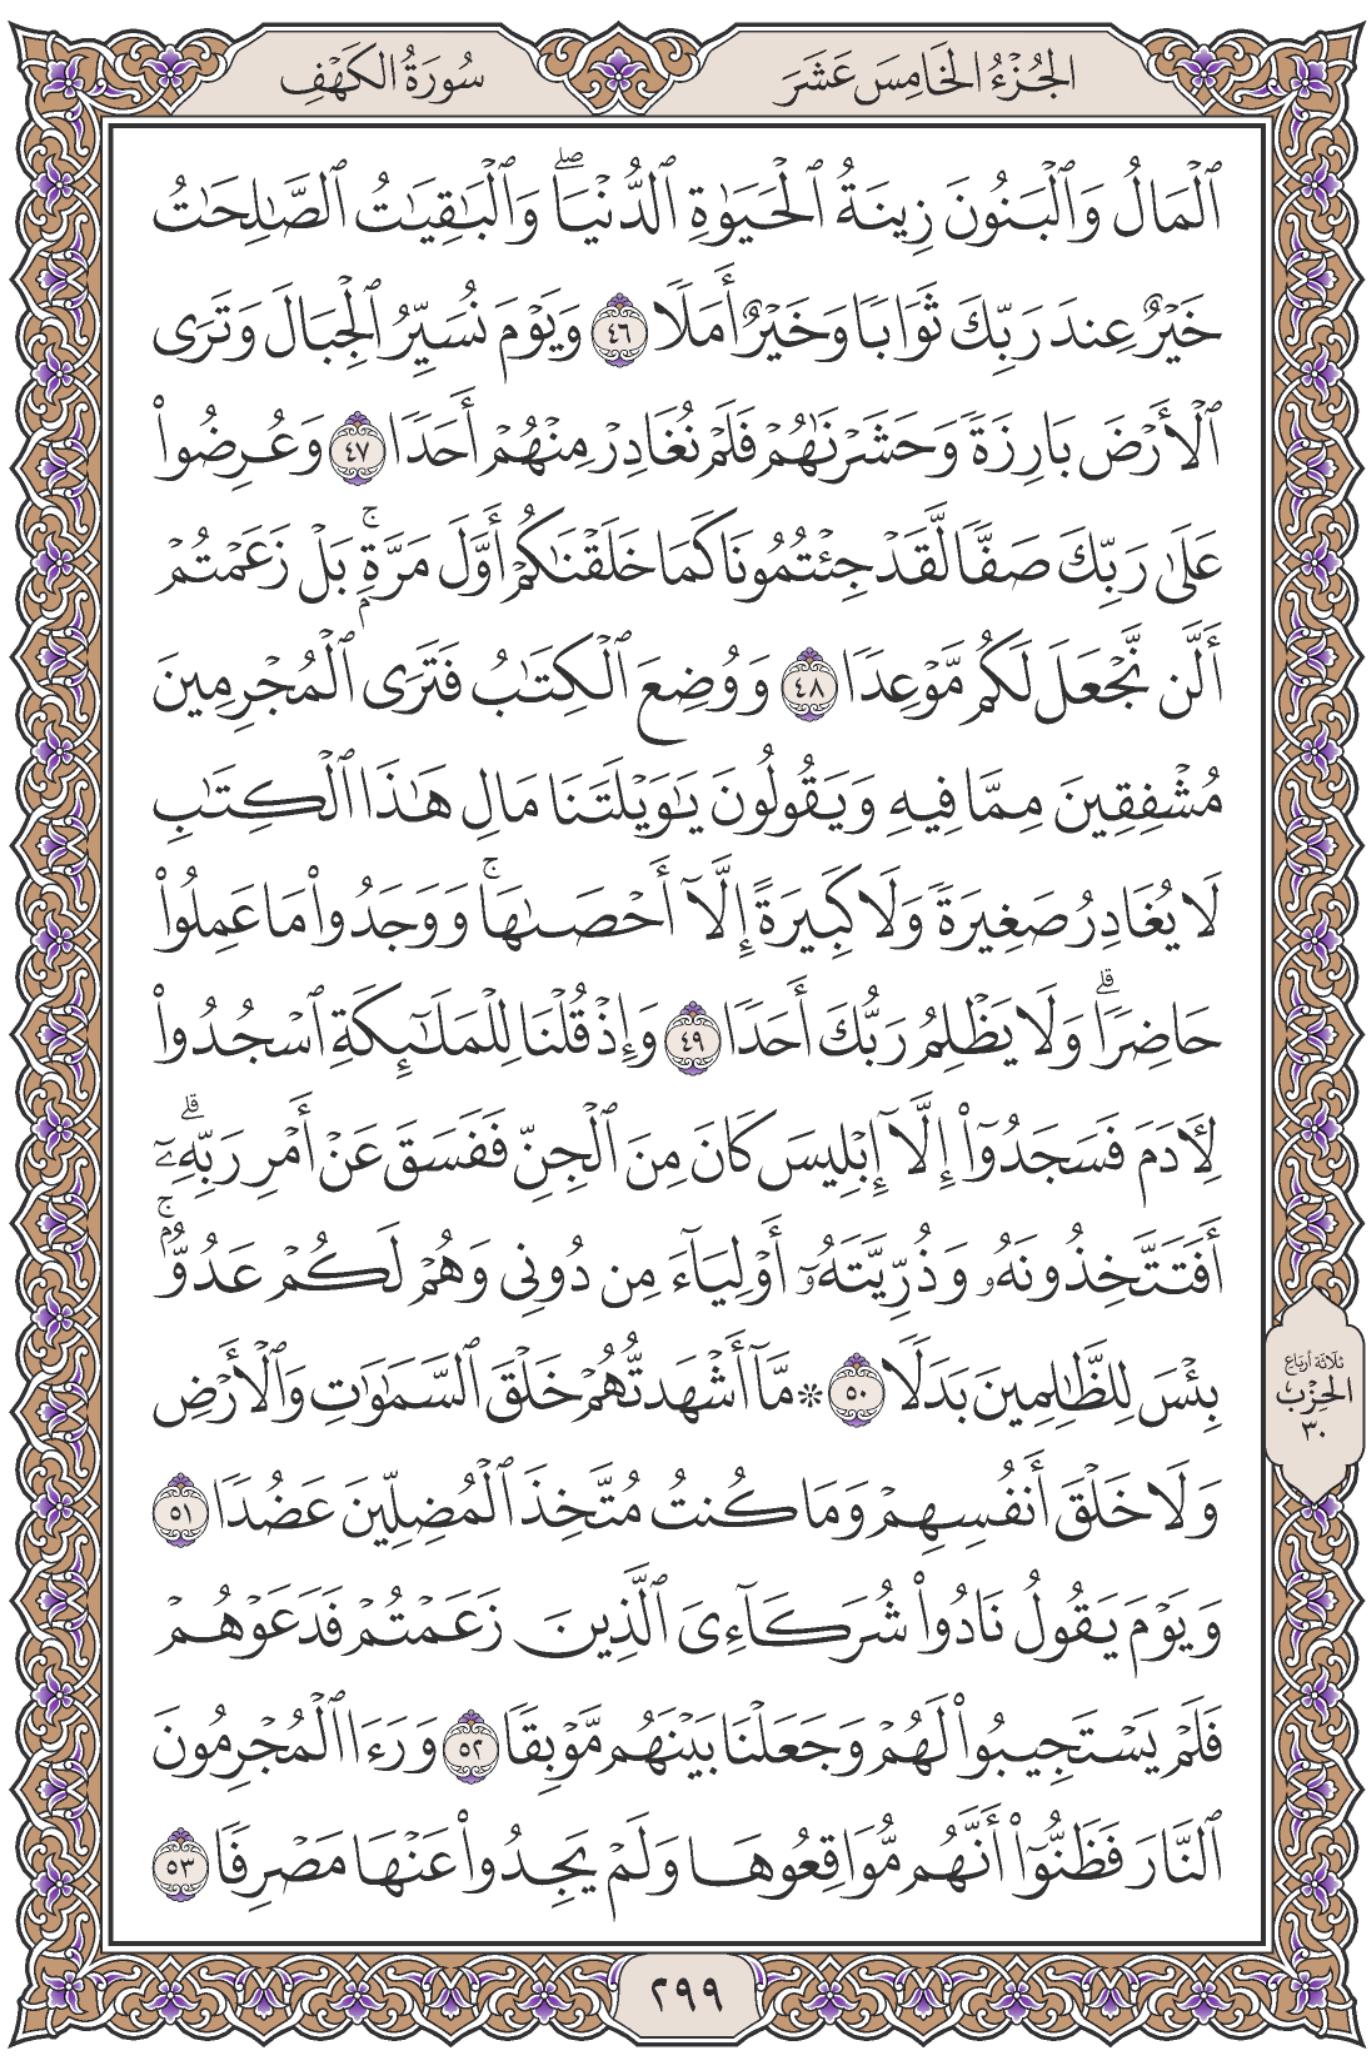 الجُزْءُ الخَامِسَ عَشَرَ
سُورَةُ الكَهْفِ
ٱلۡمَالُ وَٱلۡبَنُونَ زِينَةُ ٱلۡحَيَوٰةِ ٱلدُّنۡيَاۖ وَٱلۡبَٰقِيَٰتُ ٱلصَّٰلِحَٰتُ
خَيۡرٌ عِندَ رَبِّكَ ثَوَابٗا وَخَيۡرٌ أَمَلٗا ٤٦ وَيَوۡمَ نُسَيِّرُ ٱلۡجِبَالَ وَتَرَى
ٱلۡأَرۡضَ بَارِزَةٗ وَحَشَرۡنَٰهُمۡ فَلَمۡ نُغَادِرۡ مِنۡهُمۡ أَحَدٗا ٤٧ وَعُرِضُواْ
عَلَىٰ رَبِّكَ صَفّٗا لَّقَدۡ جِئۡتُمُونَا كَمَا خَلَقۡنَٰكُمۡ أَوَّلَ مَرَّةِۭۚ بَلۡ زَعَمۡتُمۡ
أَلَّن نَّجۡعَلَ لَكُم مَّوۡعِدٗا ٤٨ وَوُضِعَ ٱلۡكِتَٰبُ فَتَرَى ٱلۡمُجۡرِمِينَ
مُشۡفِقِينَ مِمَّا فِيهِ وَيَقُولُونَ يَٰوَيۡلَتَنَا مَالِ هَٰذَا ٱلۡكِتَٰبِ
لَا يُغَادِرُ صَغِيرَةٗ وَلَا كَبِيرَةً إِلَّآ أَحۡصَىٰهَاۚ وَوَجَدُواْ مَا عَمِلُواْ
حَاضِرٗاۗ وَلَا يَظۡلِمُ رَبُّكَ أَحَدٗا ٤٩ وَإِذۡ قُلۡنَا لِلۡمَلَٰٓئِكَةِ ٱسۡجُدُواْ
لِأٓدَمَ فَسَجَدُوٓاْ إِلَّآ إِبۡلِيسَ كَانَ مِنَ ٱلۡجِنِّ فَفَسَقَ عَنۡ أَمۡرِ رَبِّهِۦٓۗ
أَفَتَتَّخِذُونَهُۥ وَذُرِّيَّتَهُۥٓ أَوۡلِيَآءَ مِن دُونِي وَهُمۡ لَكُمۡ عَدُوُّۢۚ
بِئۡسَ لِلظَّٰلِمِينَ بَدَلٗا ٥٠ ۞ مَّآ أَشۡهَدتُّهُمۡ خَلۡقَ ٱلسَّمَٰوَٰتِ وَٱلۡأَرۡضِ
وَلَا خَلۡقَ أَنفُسِهِمۡ وَمَا كُنتُ مُتَّخِذَ ٱلۡمُضِلِّينَ عَضُدٗا ٥١
وَيَوۡمَ يَقُولُ نَادُواْ شُرَكَآءِيَ ٱلَّذِينَ زَعَمۡتُمۡ فَدَعَوۡهُمۡ
فَلَمۡ يَسۡتَجِيبُواْ لَهُمۡ وَجَعَلۡنَا بَيۡنَهُم مَّوۡبِقٗا ٥٢ وَرَءَا ٱلۡمُجۡرِمُونَ
ٱلنَّارَ فَظَنُّوٓاْ أَنَّهُم مُّوَاقِعُوهَا وَلَمۡ يَجِدُواْ عَنۡهَا مَصۡرِفٗا ٥٣
ثَلَاثَة أرْبَاع
الحِزْب
٣٠
٢٩٩